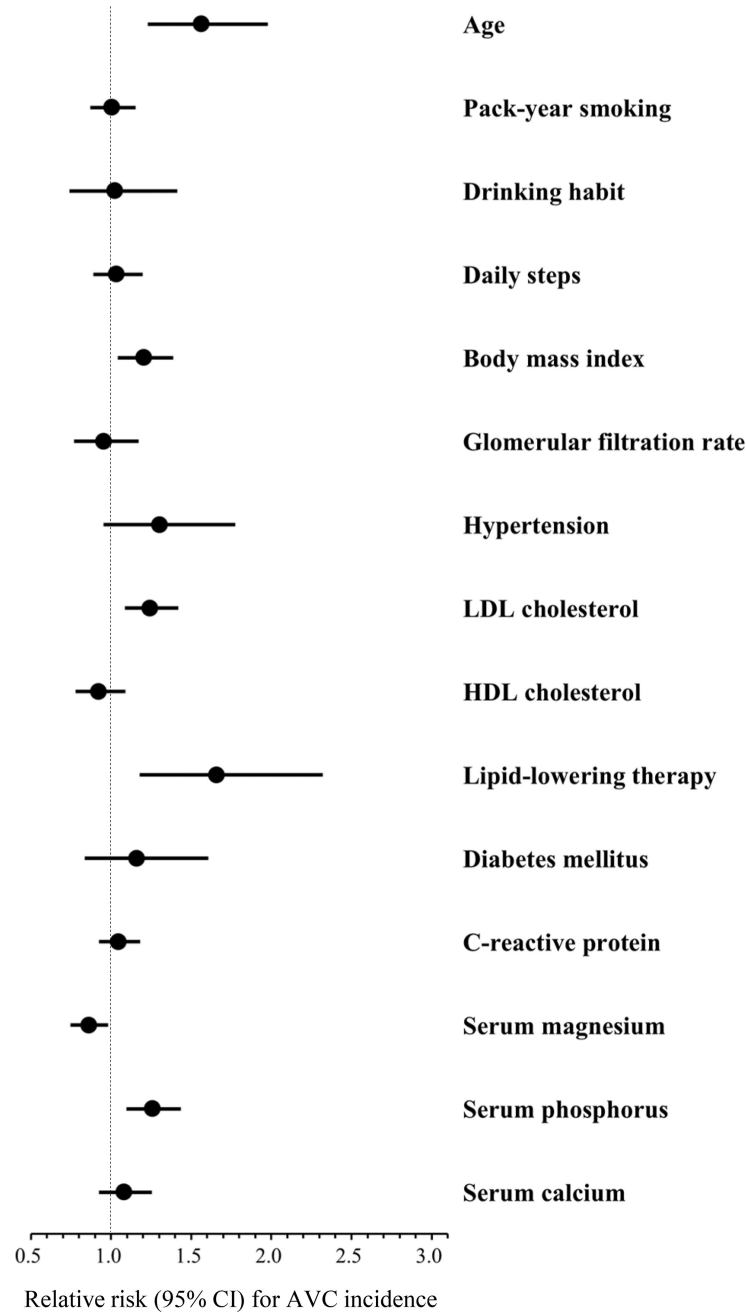 Age
Pack-year smoking
Drinking habit
Daily steps
Body mass index
Glomerular filtration rate
Hypertension
LDL cholesterol
HDL cholesterol
Lipid-lowering therapy
Diabetes mellitus
C-reactive protein
Serum magnesium
Serum phosphorus
Serum calcium
0.5 1.0 1.5 2.0 2.5 3.0
Relative risk (95% CI) for AVC incidence